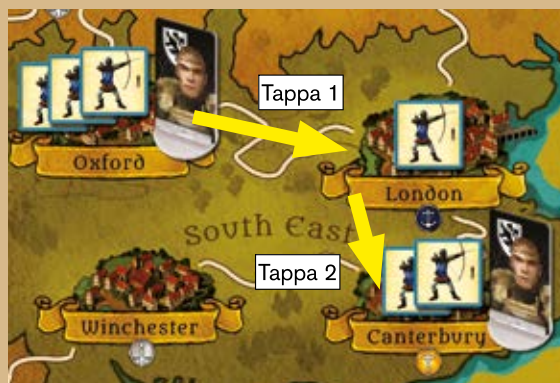 Tappa 1
Oxford
London
South East
Tappa 2
Winchester
Canterbury